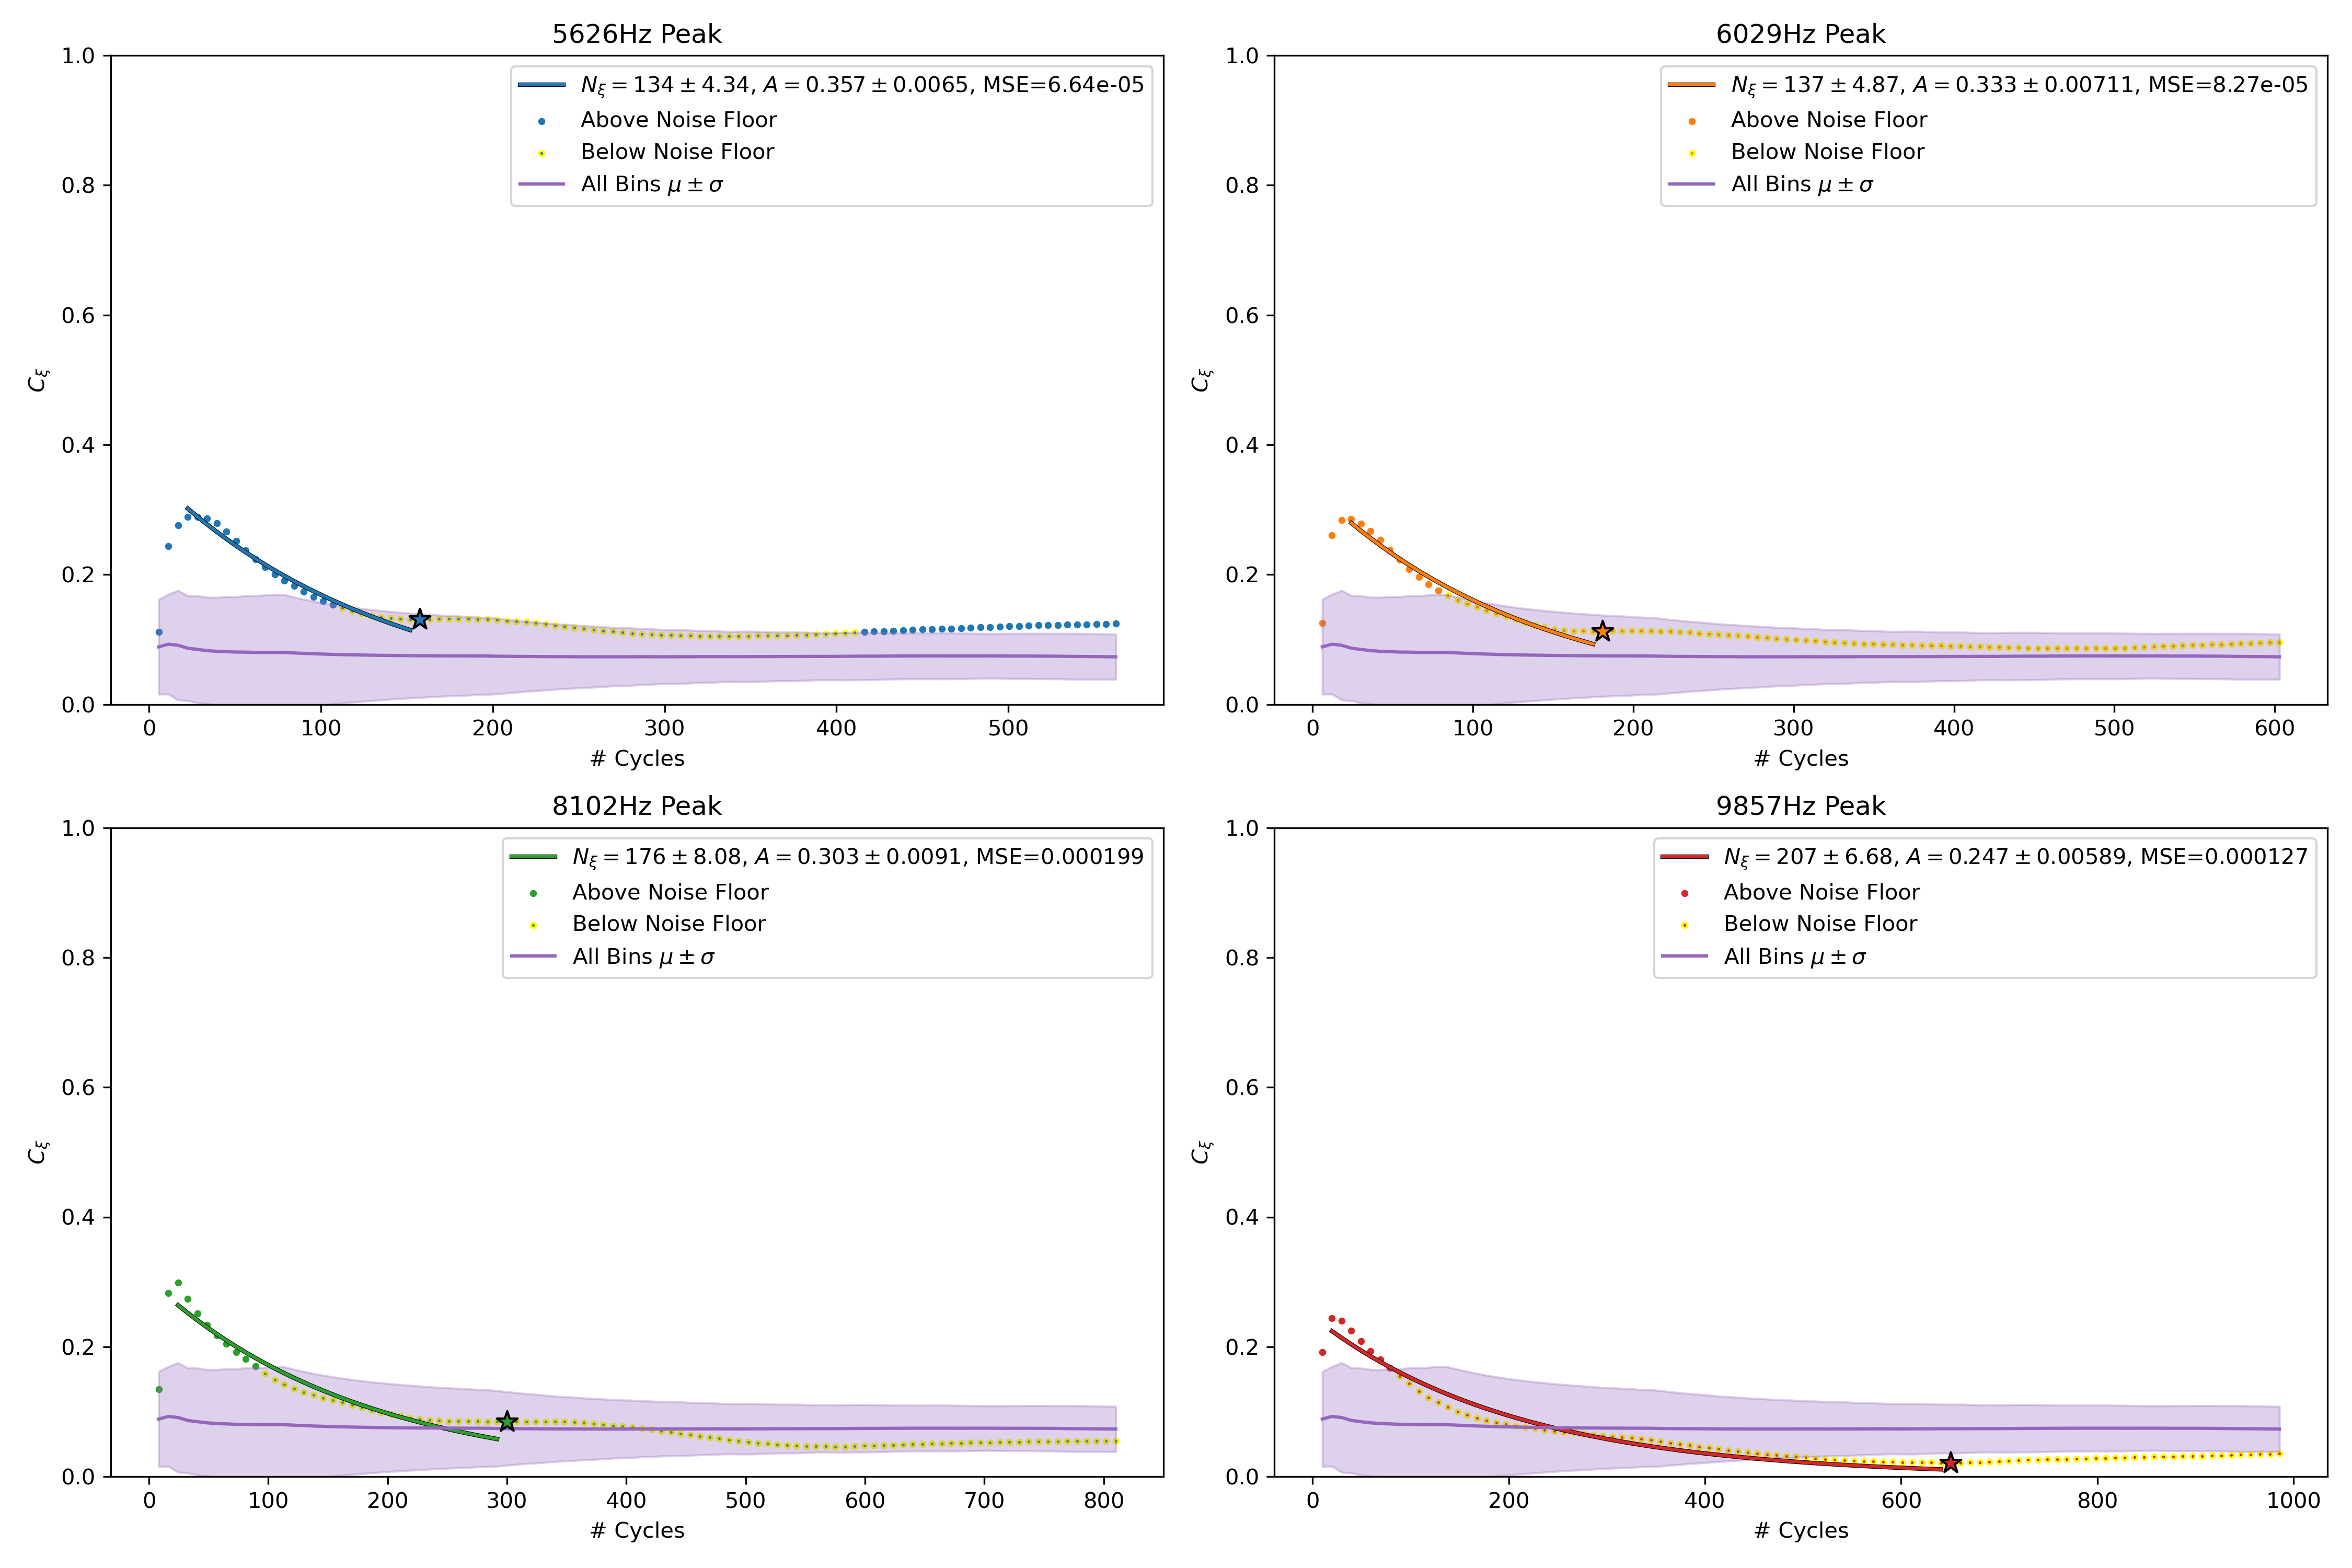 5626Hz Peak
1.0
0.8
0.6
0.4
0.2
0.0
C_ξ
N_ξ = 134 ± 4.34, A = 0.357 ± 0.0065, MSE=6.64e-05
Above Noise Floor
Below Noise Floor
All Bins μ ± σ
0 100 200 300 400 500
# Cycles
6029Hz Peak
1.0
0.8
0.6
0.4
0.2
0.0
C_ξ
N_ξ = 137 ± 4.87, A = 0.333 ± 0.00711, MSE=8.27e-05
Above Noise Floor
Below Noise Floor
All Bins μ ± σ
0 100 200 300 400 500 600
# Cycles
8102Hz Peak
1.0
0.8
0.6
0.4
0.2
0.0
C_ξ
N_ξ = 176 ± 8.08, A = 0.303 ± 0.0091, MSE=0.000199
Above Noise Floor
Below Noise Floor
All Bins μ ± σ
0 100 200 300 400 500 600 700 800
# Cycles
9857Hz Peak
1.0
0.8
0.6
0.4
0.2
0.0
C_ξ
N_ξ = 207 ± 6.68, A = 0.247 ± 0.00589, MSE=0.000127
Above Noise Floor
Below Noise Floor
All Bins μ ± σ
0 200 400 600 800 1000
# Cycles